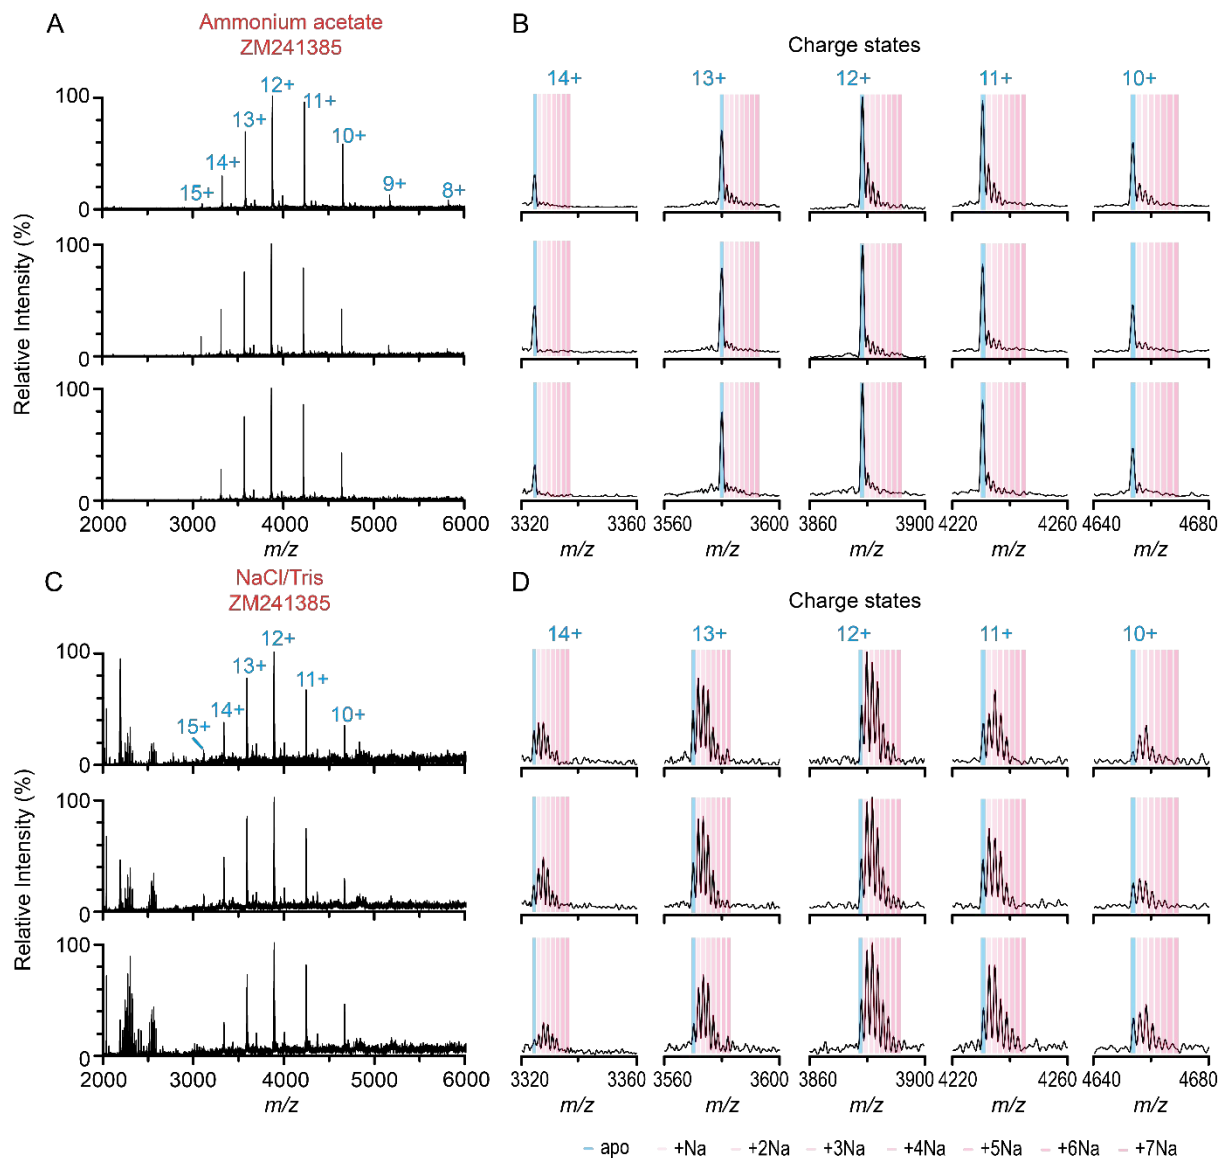 A
Ammonium acetate
ZM241385
B
Charge states
14+ 13+ 12+ 11+ 10+
Relative Intensity (%)
100
0
15+ 14+ 13+ 12+ 11+ 10+ 9+ 8+
100
0
100
0
2000 3000 4000 5000 6000
m/z
3320 3360 3560 3600 3860 3900 4220 4260 4640 4680
m/z m/z m/z m/z m/z
C
NaCl/Tris
ZM241385
D
Charge states
14+ 13+ 12+ 11+ 10+
Relative Intensity (%)
100
0
15+ 14+ 13+ 12+ 11+ 10+
100
0
100
0
2000 3000 4000 5000 6000
m/z
3320 3360 3560 3600 3860 3900 4220 4260 4640 4680
m/z m/z m/z m/z m/z
apo +Na +2Na +3Na +4Na +5Na +6Na +7Na